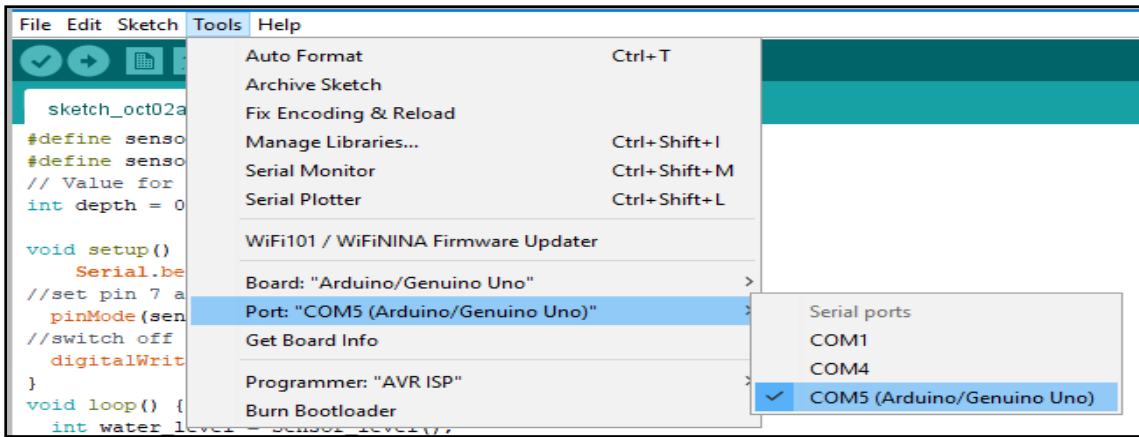 File Edit Sketch Tools Help
Auto Format Ctrl+T
Archive Sketch
Fix Encoding & Reload
Manage Libraries... Ctrl+Shift+I
Serial Monitor Ctrl+Shift+M
Serial Plotter Ctrl+Shift+L
WiFi101 / WiFiNINA Firmware Updater
Board: "Arduino/Genuino Uno"
Port: "COM5 (Arduino/Genuino Uno)"
Get Board Info
Programmer: "AVR ISP"
Burn Bootloader
Serial ports
COM1
COM4
COM5 (Arduino/Genuino Uno)
sketch_oct02a
#define senso
#define senso
// Value for
int depth = 0
void setup()
Serial.be
//set pin 7 a
pinMode(sen
//switch off
digitalWrit
}
void loop() {
int water_level = sensor_level();